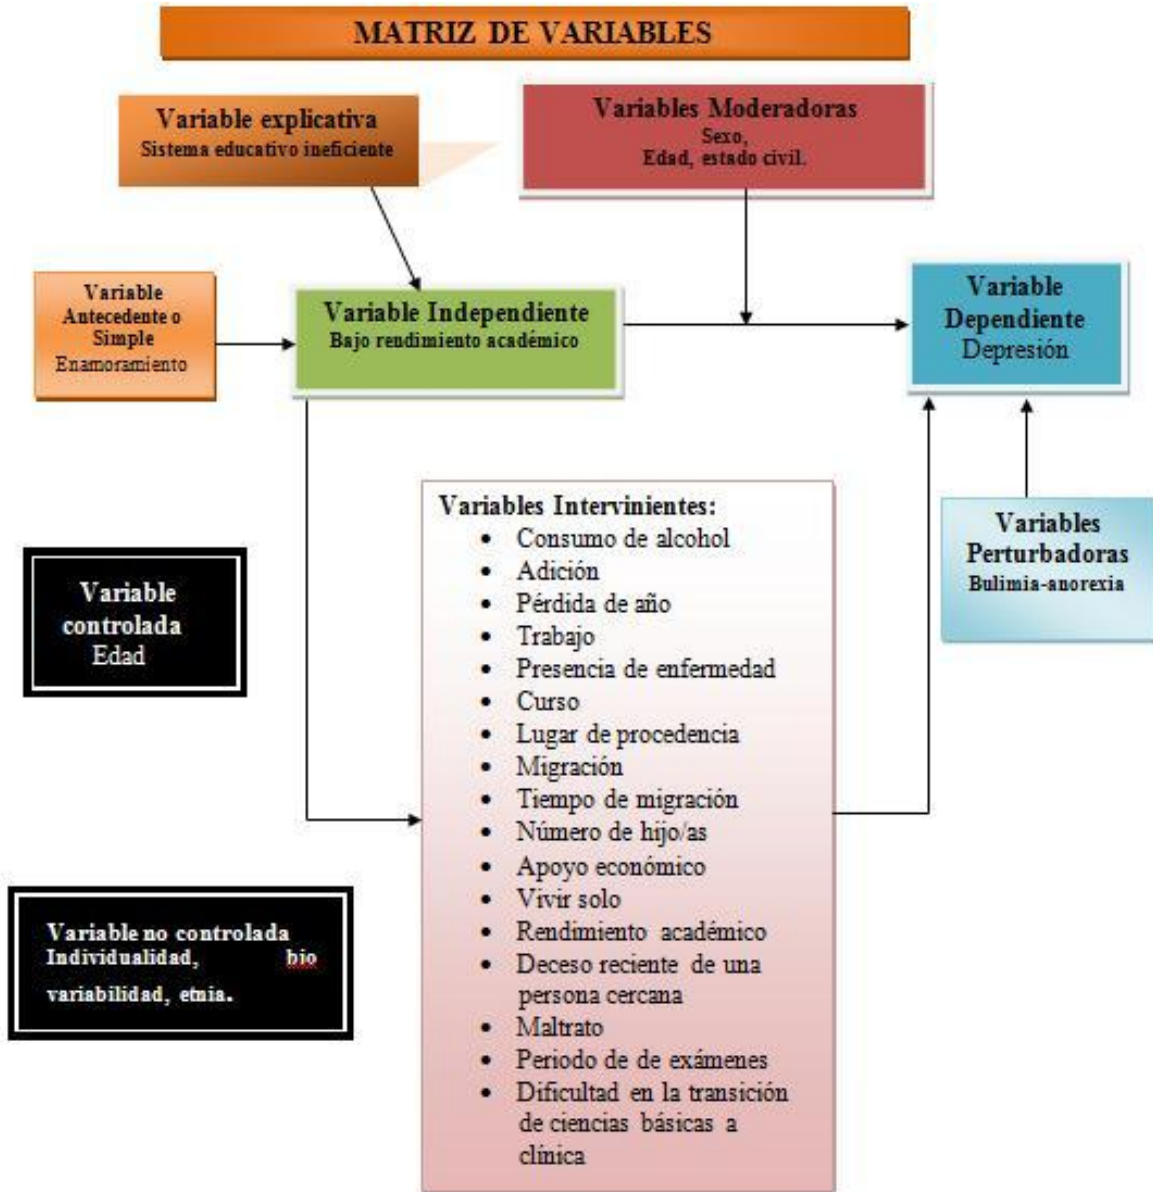 MATRIZ DE VARIABLES
Variable explicativa
Sistema educativo ineficiente
Variables Moderadoras
Sexo,
Edad, estado civil.
Variable
Antecedente o
Simple
Enamoramiento
Variable Independiente
Bajo rendimiento académico
Variable
Dependiente
Depresión
Variables Intervinientes:
• Consumo de alcohol
• Adición
• Pérdida de año
• Trabajo
• Presencia de enfermedad
• Curso
• Lugar de procedencia
• Migración
• Tiempo de migración
• Número de hijo/as
• Apoyo económico
• Vivir solo
• Rendimiento académico
• Deceso reciente de una
persona cercana
• Maltrato
• Periodo de de exámenes
• Dificultad en la transición
de ciencias básicas a
clínica
Variables
Perturbadoras
Bulimia-anorexia
Variable
controlada
Edad
Variable no controlada
Individualidad, bio
variabilidad, etnia.